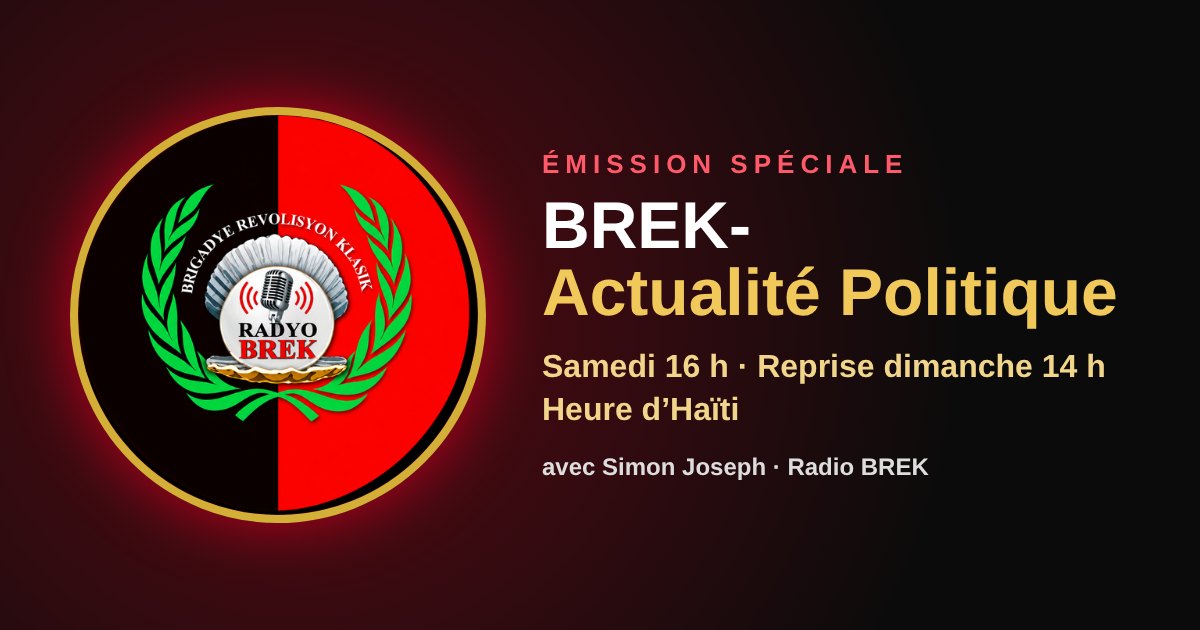 BRIGADYE REVOLISYON KLASIK
RADYO
BREK
ÉMISSION SPÉCIALE
BREK-
Actualité Politique
Samedi 16 h · Reprise dimanche 14 h
Heure d’Haïti
avec Simon Joseph · Radio BREK